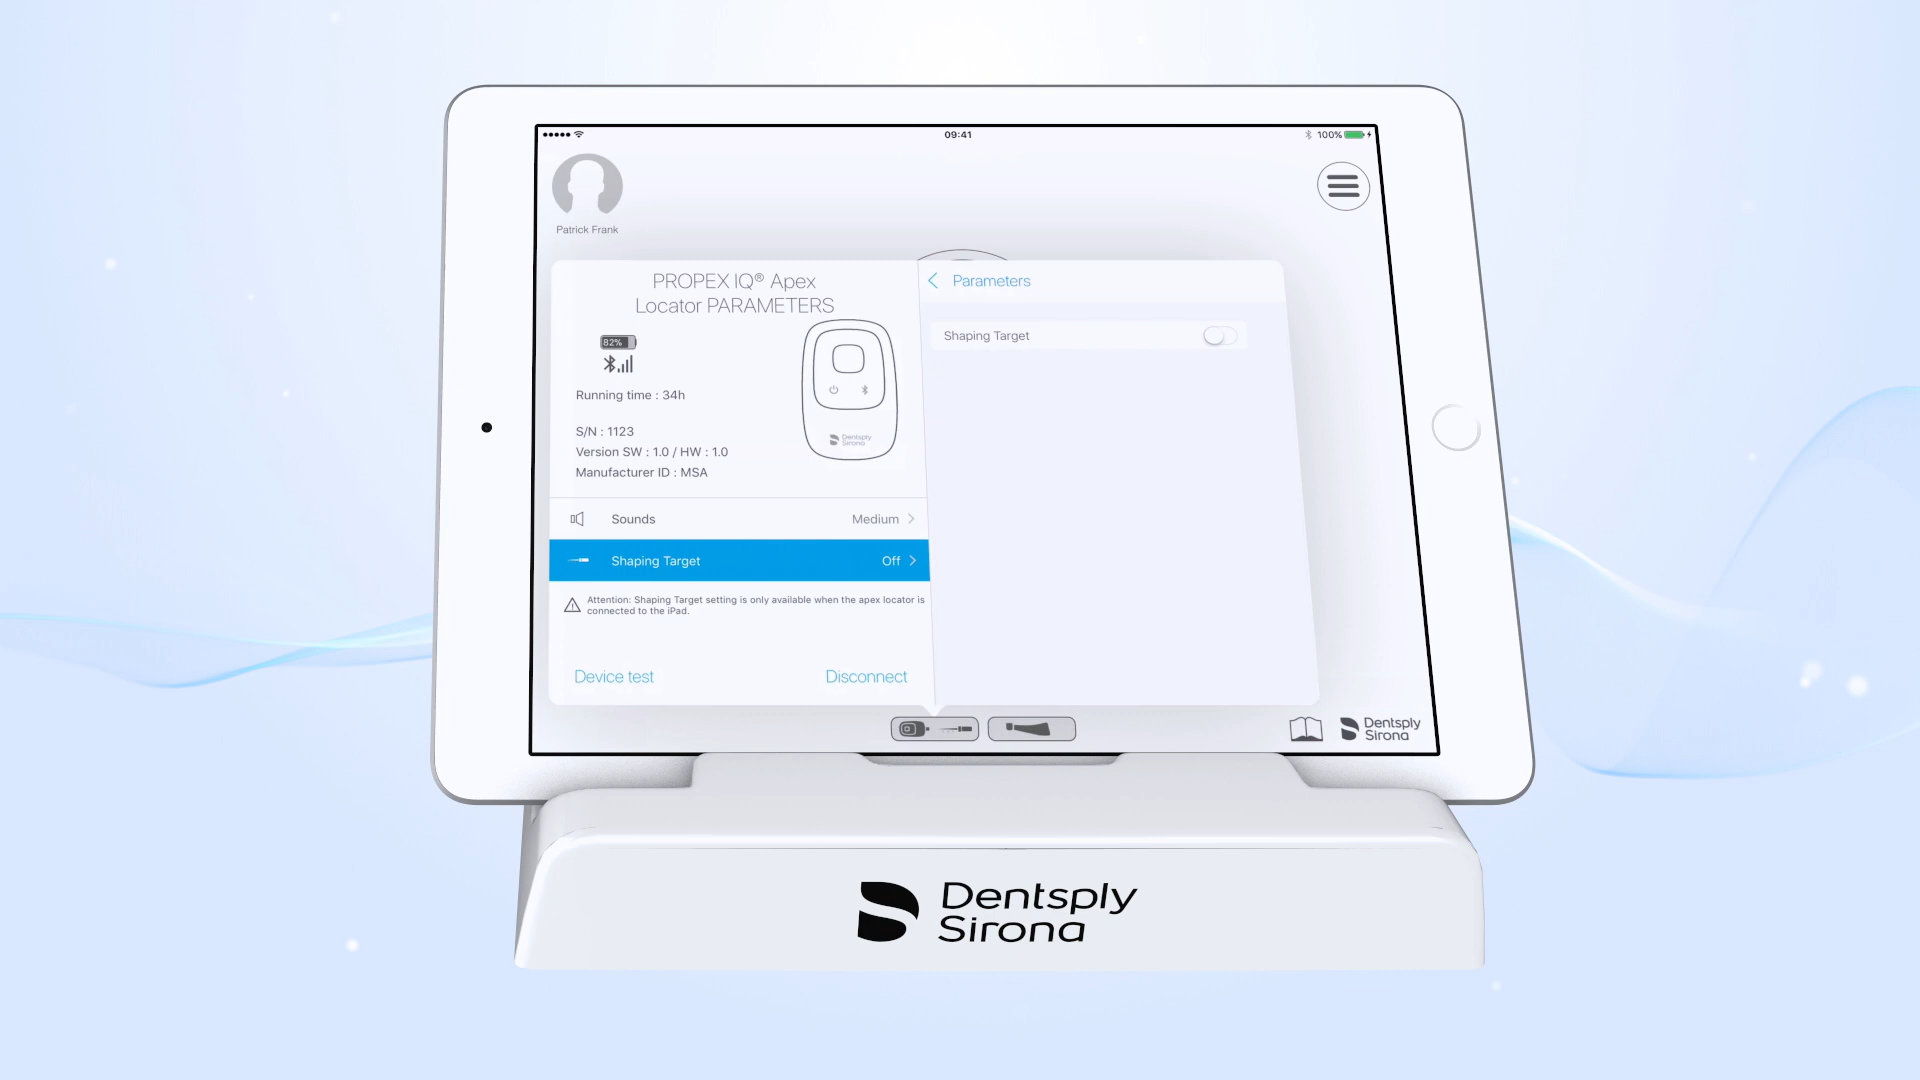 09:41
100%
Patrick Frank
PROPEX IQ® Apex
Locator PARAMETERS
82%
Running time : 34h
S/N : 1123
Version SW : 1.0 / HW : 1.0
Manufacturer ID : MSA
Dentsply
Sirona
Sounds
Medium
Shaping Target
Off
Attention: Shaping Target setting is only available when the apex locator is
connected to the iPad.
Device test
Disconnect
Parameters
Shaping Target
Dentsply
Sirona
Dentsply
Sirona